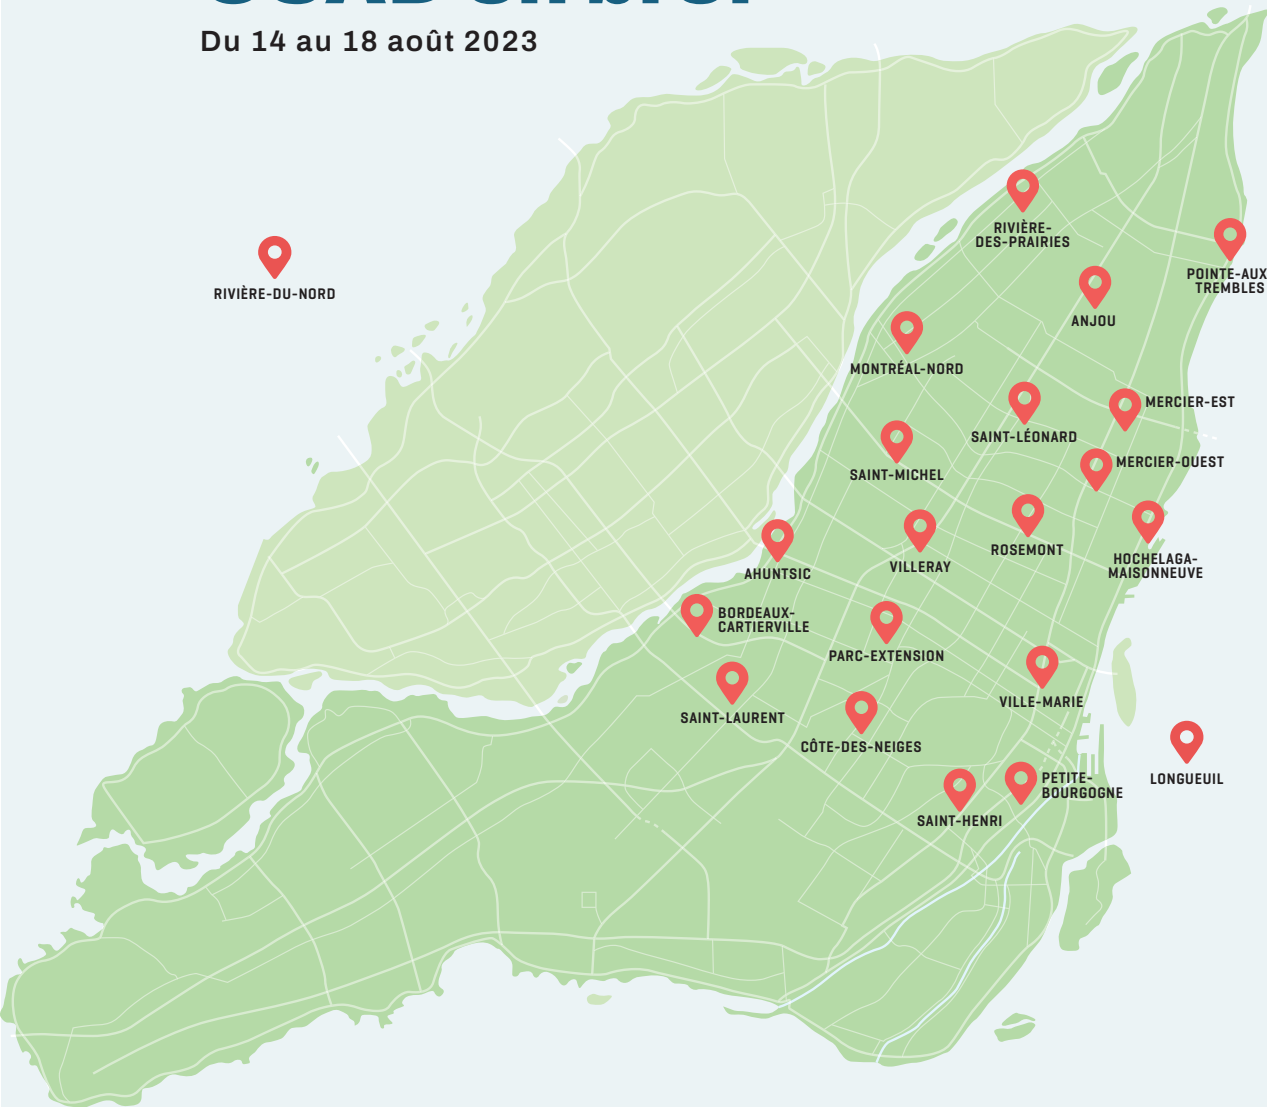 Du 14 au 18 août 2023
RIVIÈRE-
DES-PRAIRIES
POINTE-AUX
TREMBLES
RIVIÈRE-DU-NORD
ANJOU
MONTRÉAL-NORD
MERCIER-EST
SAINT-LÉONARD
MERCIER-OUEST
SAINT-MICHEL
ROSEMONT
HOCHELAGA-
MAISONNEUVE
VILLERAY
AHUNTSIC
BORDEAUX-
CARTIERVILLE
PARC-EXTENSION
VILLE-MARIE
SAINT-LAURENT
CÔTE-DES-NEIGES
LONGUEUIL
PETITE-
BOURGOGNE
SAINT-HENRI